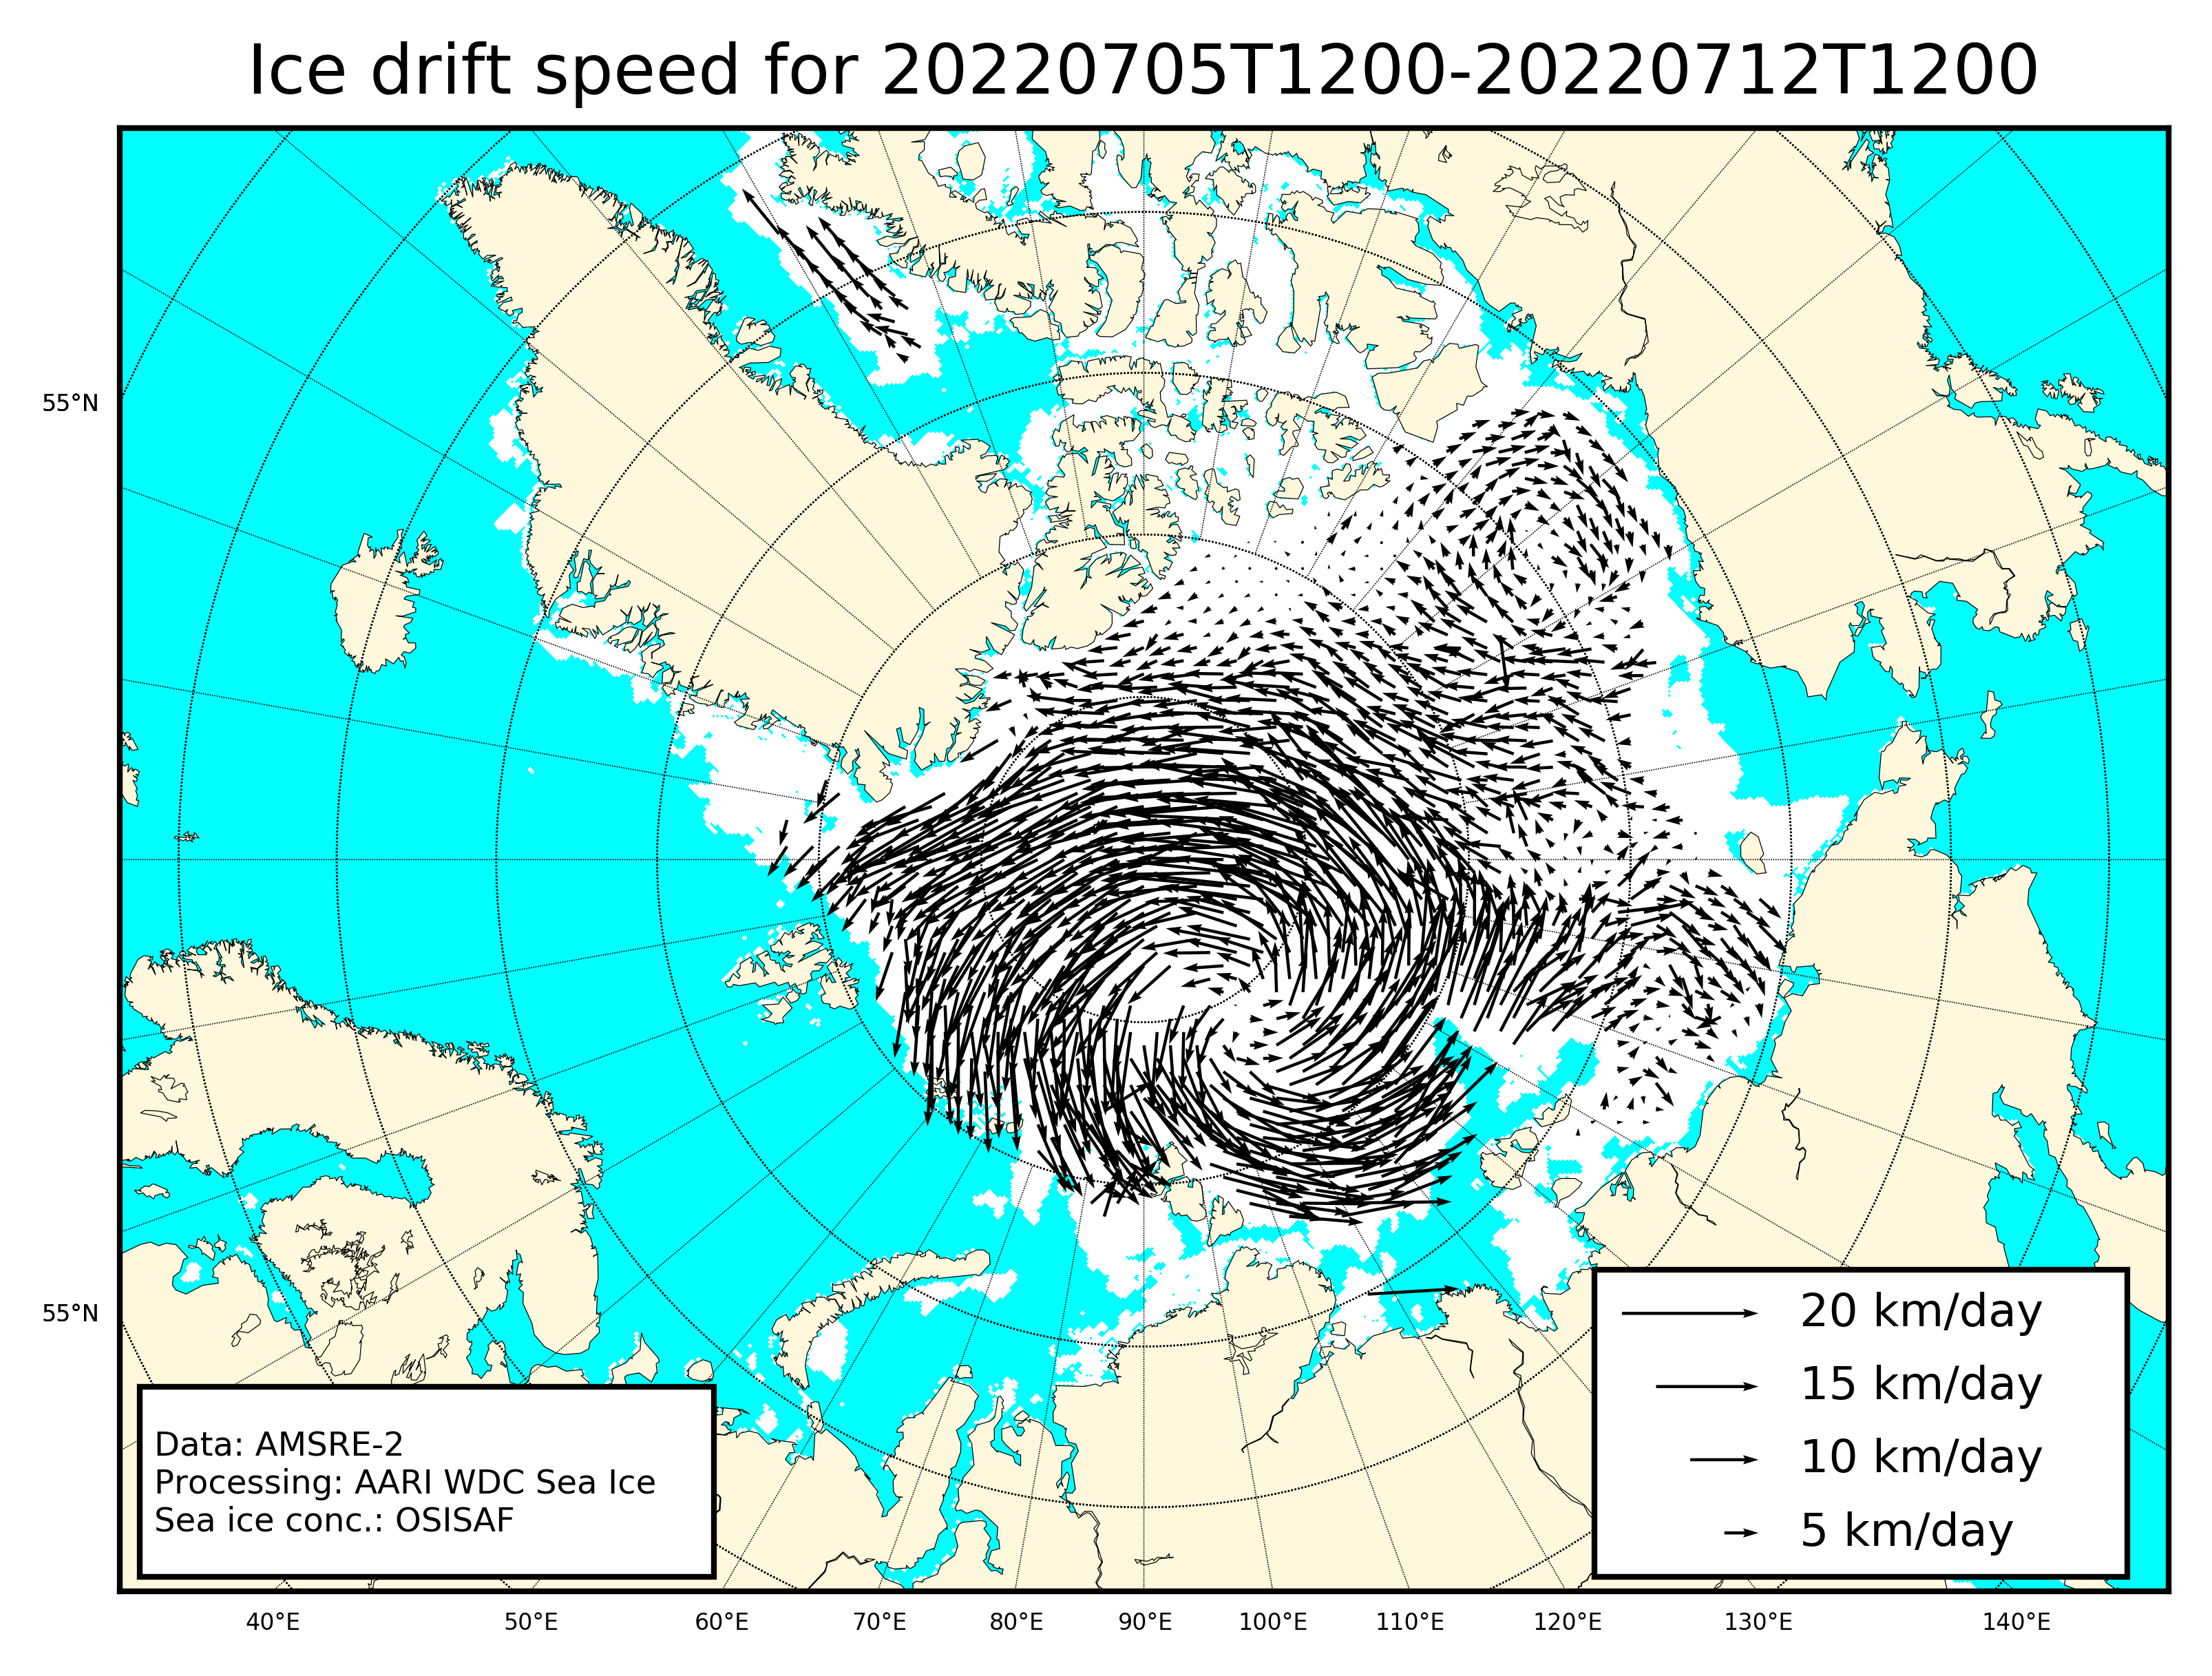 Ice drift speed for 20220705T1200-20220712T1200
55°N
55°N
20 km/day
15 km/day
10 km/day
5 km/day
Data: AMSRE-2
Processing: AARI WDC Sea Ice
Sea ice conc.: OSISAF
40°E
50°E
60°E
70°E
80°E
90°E
100°E
110°E
120°E
130°E
140°E